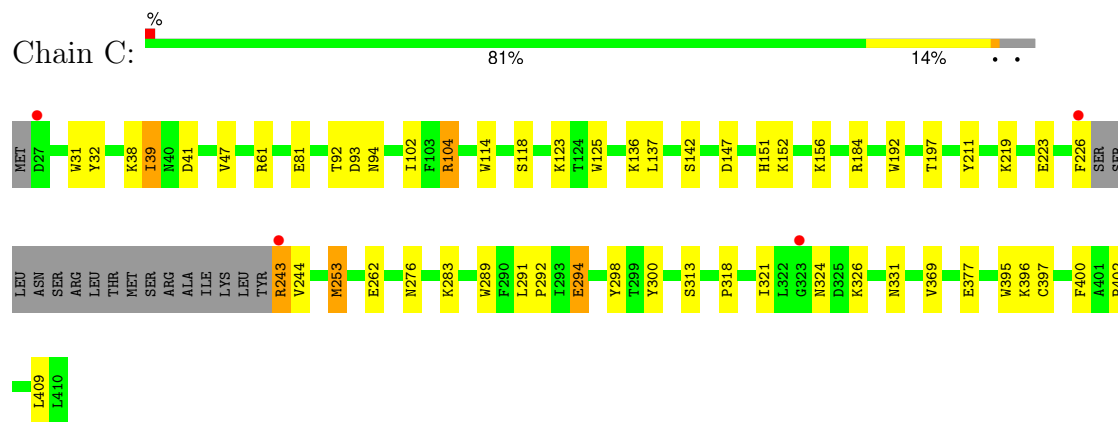 %
Chain C:
81% 14% • •
MET D27 W31 Y32 K38 I39 N40 D41 V47 R61 E81 T92 D93 N94 I102 F103 R104 W114 S118 K123 T124 W125 K136 L137 S142 D147 H151 K152 K156 R184 W192 T197 Y211 K219 E223 F226 SER SER
LEU ASN SER ARG LEU THR MET SER ARG ALA ILE LYS LEU TYR R243 V244 M253 E262 N276 K283 W289 F290 L291 P292 I293 E294 Y298 T299 Y300 S313 P318 I321 L322 G323 N324 D325 K326 N331 V369 E377 W395 K396 C397 F400 A401
L409 L410